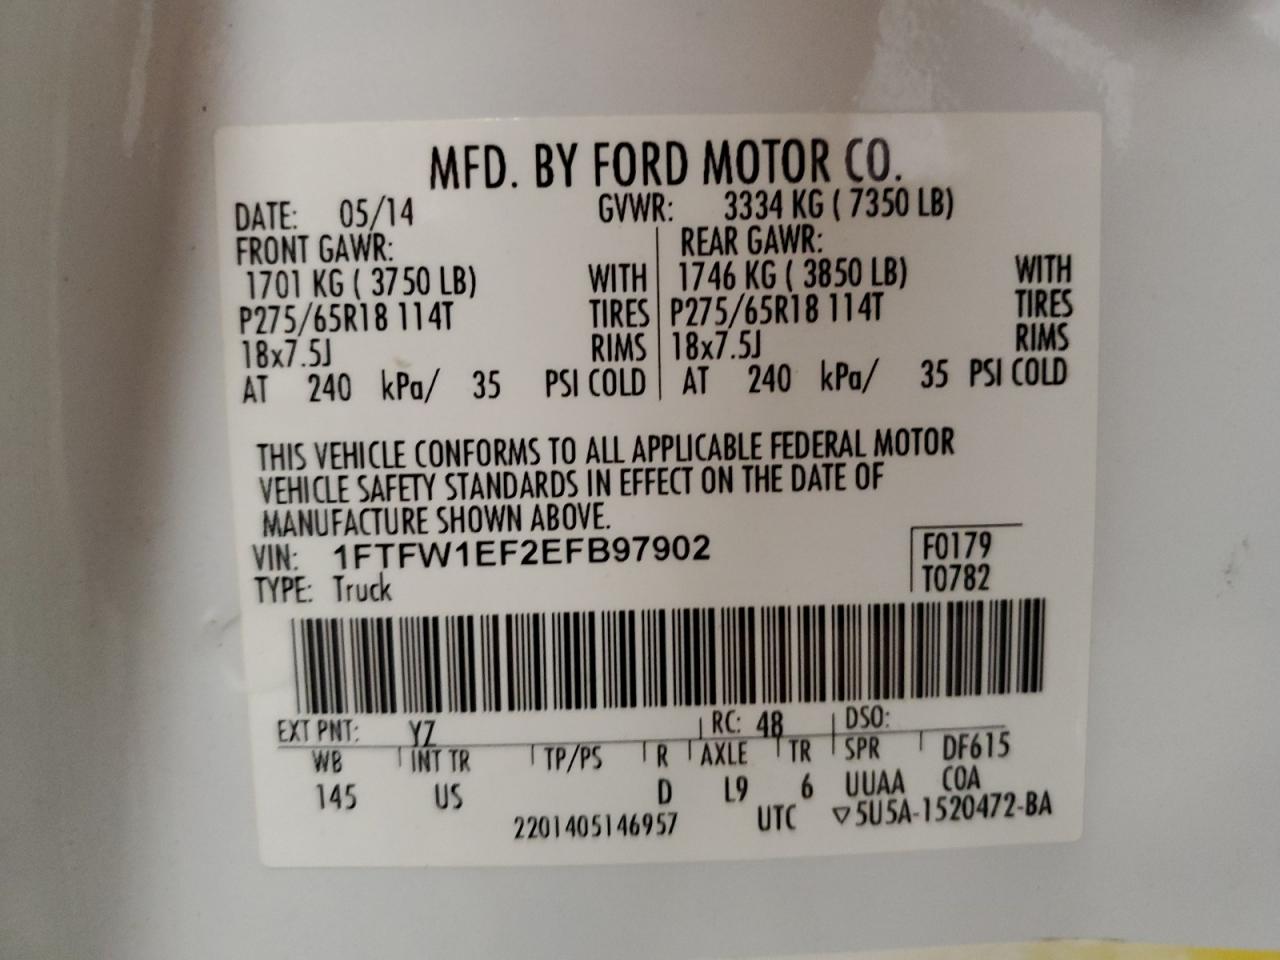 MFD. BY FORD MOTOR CO.
DATE: 05/14 GVWR: 3334 KG ( 7350 LB)
FRONT GAWR: REAR GAWR:
1701 KG ( 3750 LB) WITH 1746 KG ( 3850 LB) WITH
P275/65R18 114T TIRES P275/65R18 114T TIRES
18x7.5J RIMS 18x7.5J RIMS
AT 240 kPa/ 35 PSI COLD AT 240 kPa/ 35 PSI COLD
THIS VEHICLE CONFORMS TO ALL APPLICABLE FEDERAL MOTOR
VEHICLE SAFETY STANDARDS IN EFFECT ON THE DATE OF
MANUFACTURE SHOWN ABOVE.
VIN: 1FTFW1EF2EFB97902 F0179
TYPE: Truck T0782
EXT PNT: YZ RC: 48 DSO:
WB INT TR TP/PS R AXLE TR SPR DF615
145 US D L9 6 UUAA COA
2201405146957 UTC ▽5U5A-1520472-BA